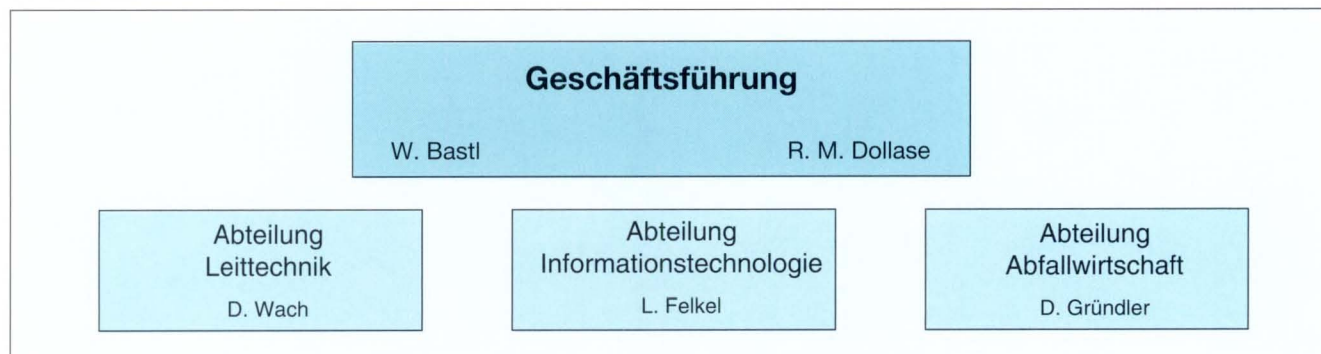 Geschäftsführung
W. Bastl R. M. Dollase
Abteilung
Leittechnik
D. Wach
Abteilung
Informationstechnologie
L. Felkel
Abteilung
Abfallwirtschaft
D. Gründler